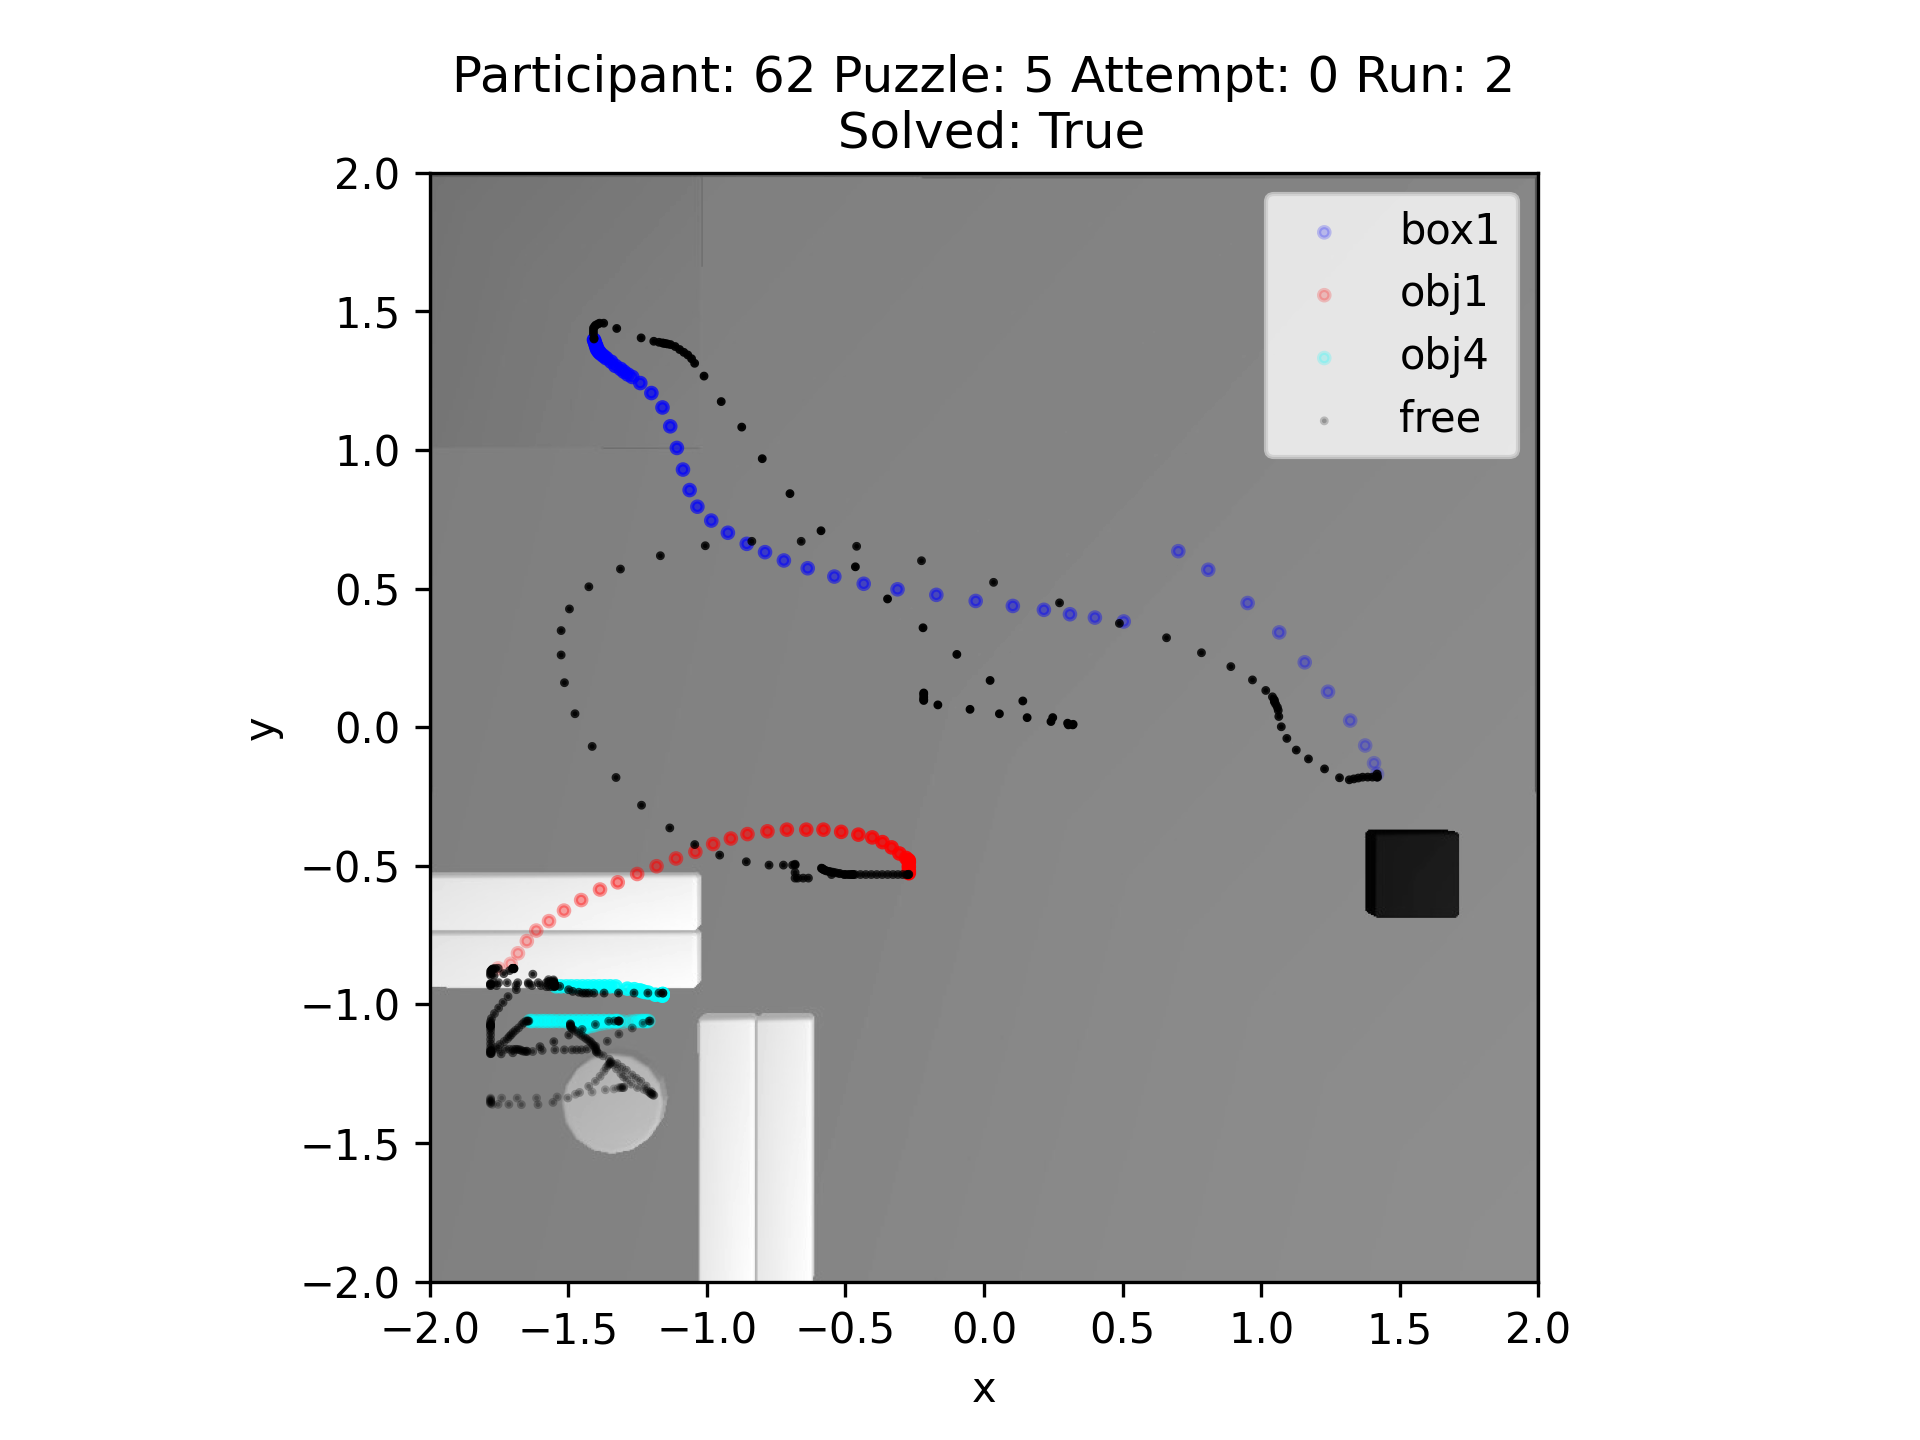 Participant: 62 Puzzle: 5 Attempt: 0 Run: 2
Solved: True
2.0
1.5
1.0
0.5
0.0
−0.5
−1.0
−1.5
−2.0
y
box1
obj1
obj4
free
−2.0 −1.5 −1.0 −0.5 0.0 0.5 1.0 1.5 2.0
x